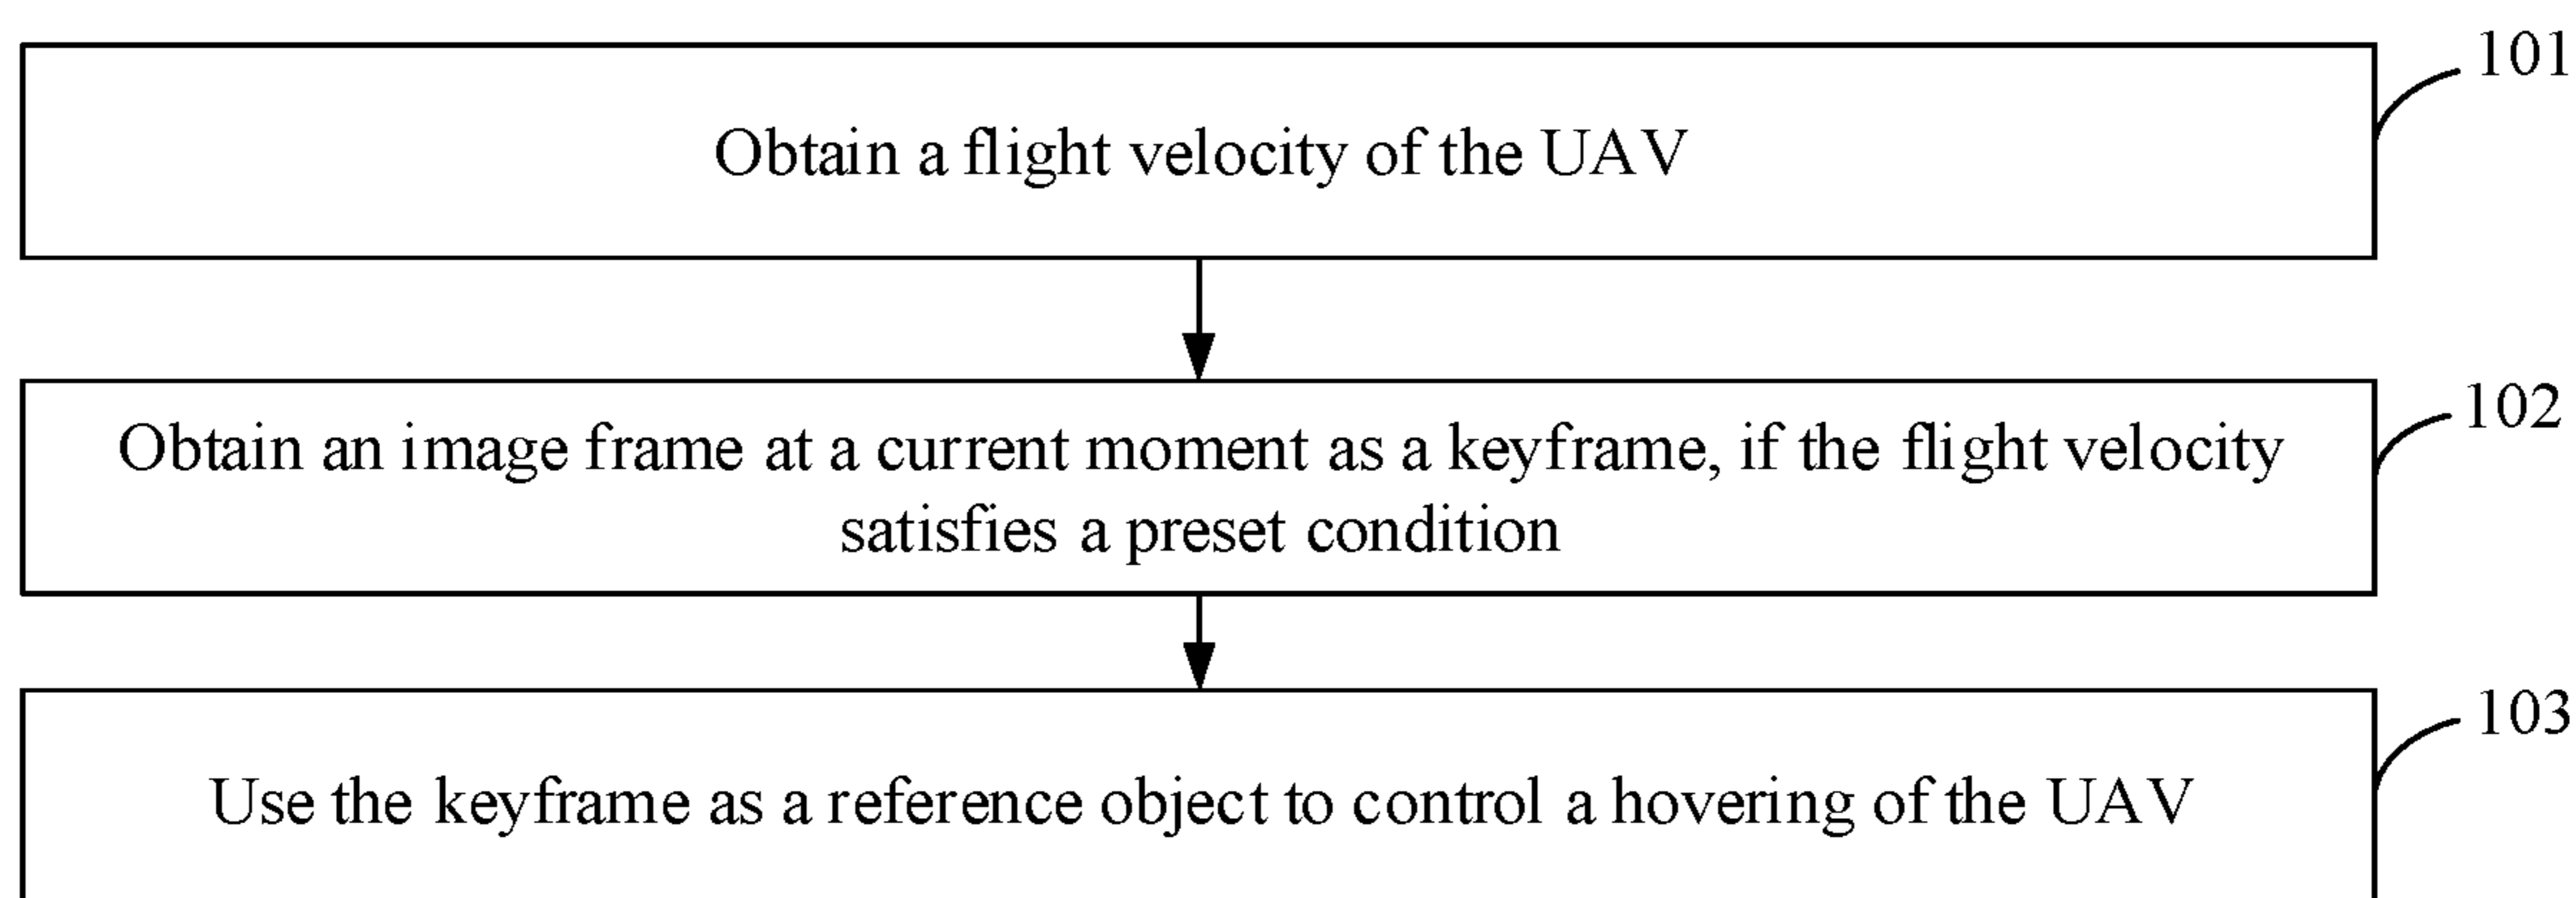 101
Obtain a flight velocity of the UAV
102
Obtain an image frame at a current moment as a keyframe, if the flight velocity
satisfies a preset condition
103
Use the keyframe as a reference object to control a hovering of the UAV